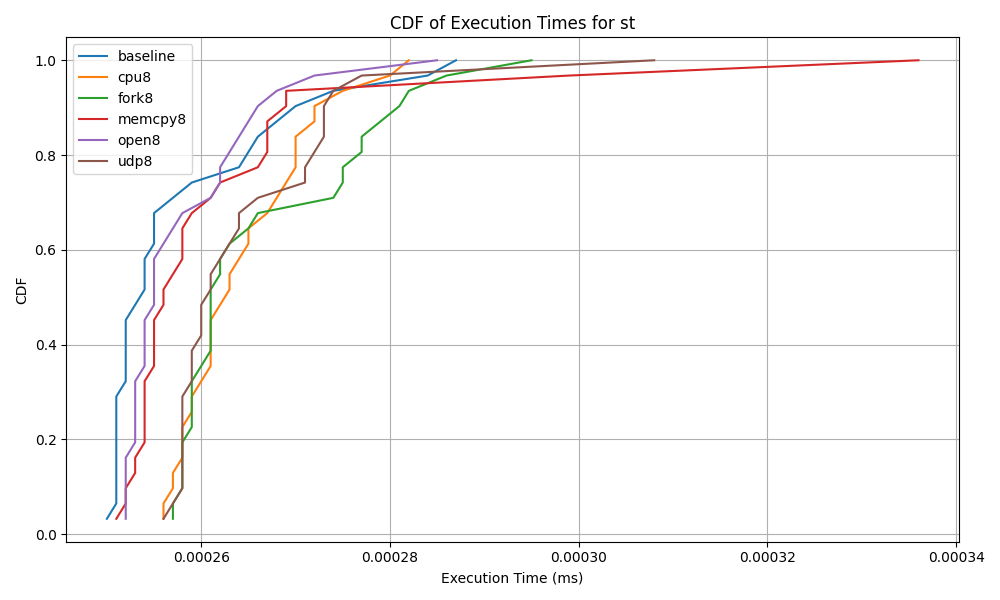 CDF of Execution Times for st
baseline
cpu8
fork8
memcpy8
open8
udp8
1.0
0.8
0.6
0.4
0.2
0.0
CDF
0.00026
0.00028
0.00030
0.00032
0.00034
Execution Time (ms)